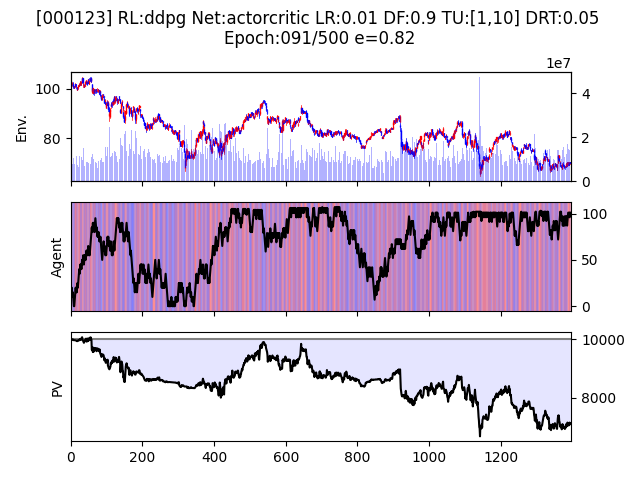 [000123] RL:ddpg Net:actorcritic LR:0.01 DF:0.9 TU:[1,10] DRT:0.05
Epoch:091/500 e=0.82
1e7
100
80
Env.
4
2
0
Agent
100
50
0
PV
10000
8000
0 200 400 600 800 1000 1200